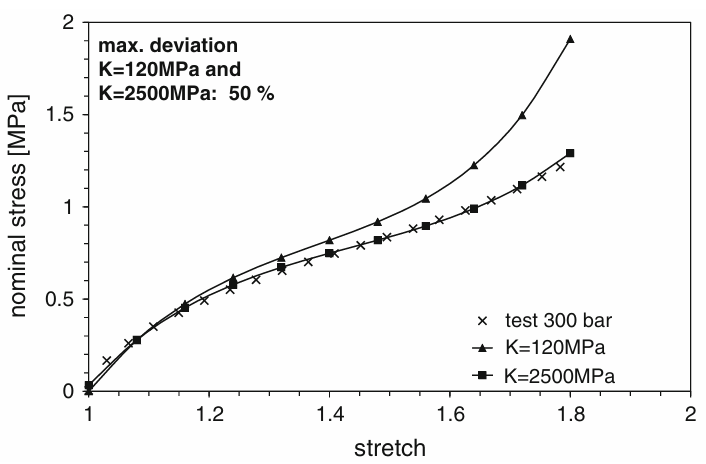 max. deviation
K=120MPa and
K=2500MPa: 50 %
nominal stress [MPa]
2
1.5
1
0.5
0
1
1.2
1.4
1.6
1.8
2
stretch
test 300 bar
K=120MPa
K=2500MPa